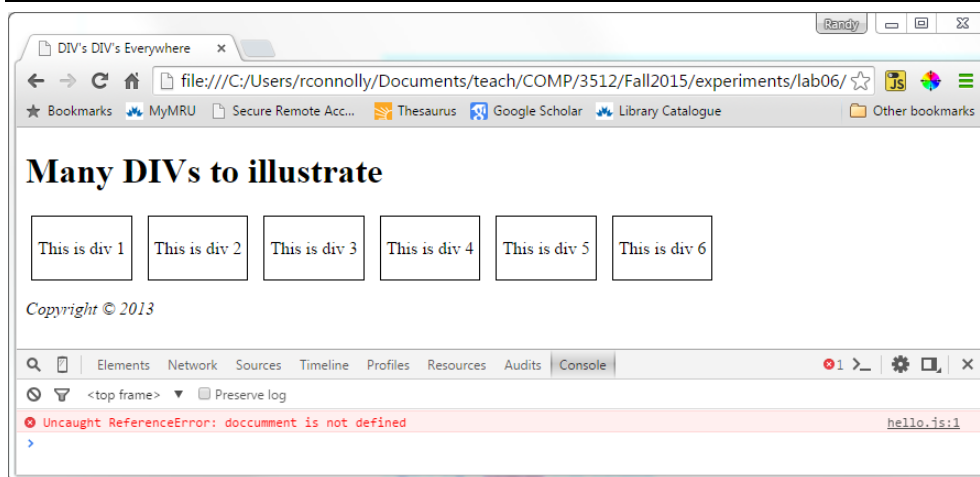 Randy
DIV's DIV's Everywhere
file:///C:/Users/rconnolly/Documents/teach/COMP/3512/Fall2015/experiments/lab06/
JS
Bookmarks MyMRU Secure Remote Acc... Thesaurus Google Scholar Library Catalogue Other bookmarks
Many DIVs to illustrate
This is div 1 This is div 2 This is div 3 This is div 4 This is div 5 This is div 6
Copyright © 2013
Elements Network Sources Timeline Profiles Resources Audits Console 1
<top frame> ▼ Preserve log
Uncaught ReferenceError: doccumment is not defined hello.js:1
>